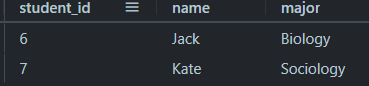 student_id name major
6 Jack Biology
7 Kate Sociology